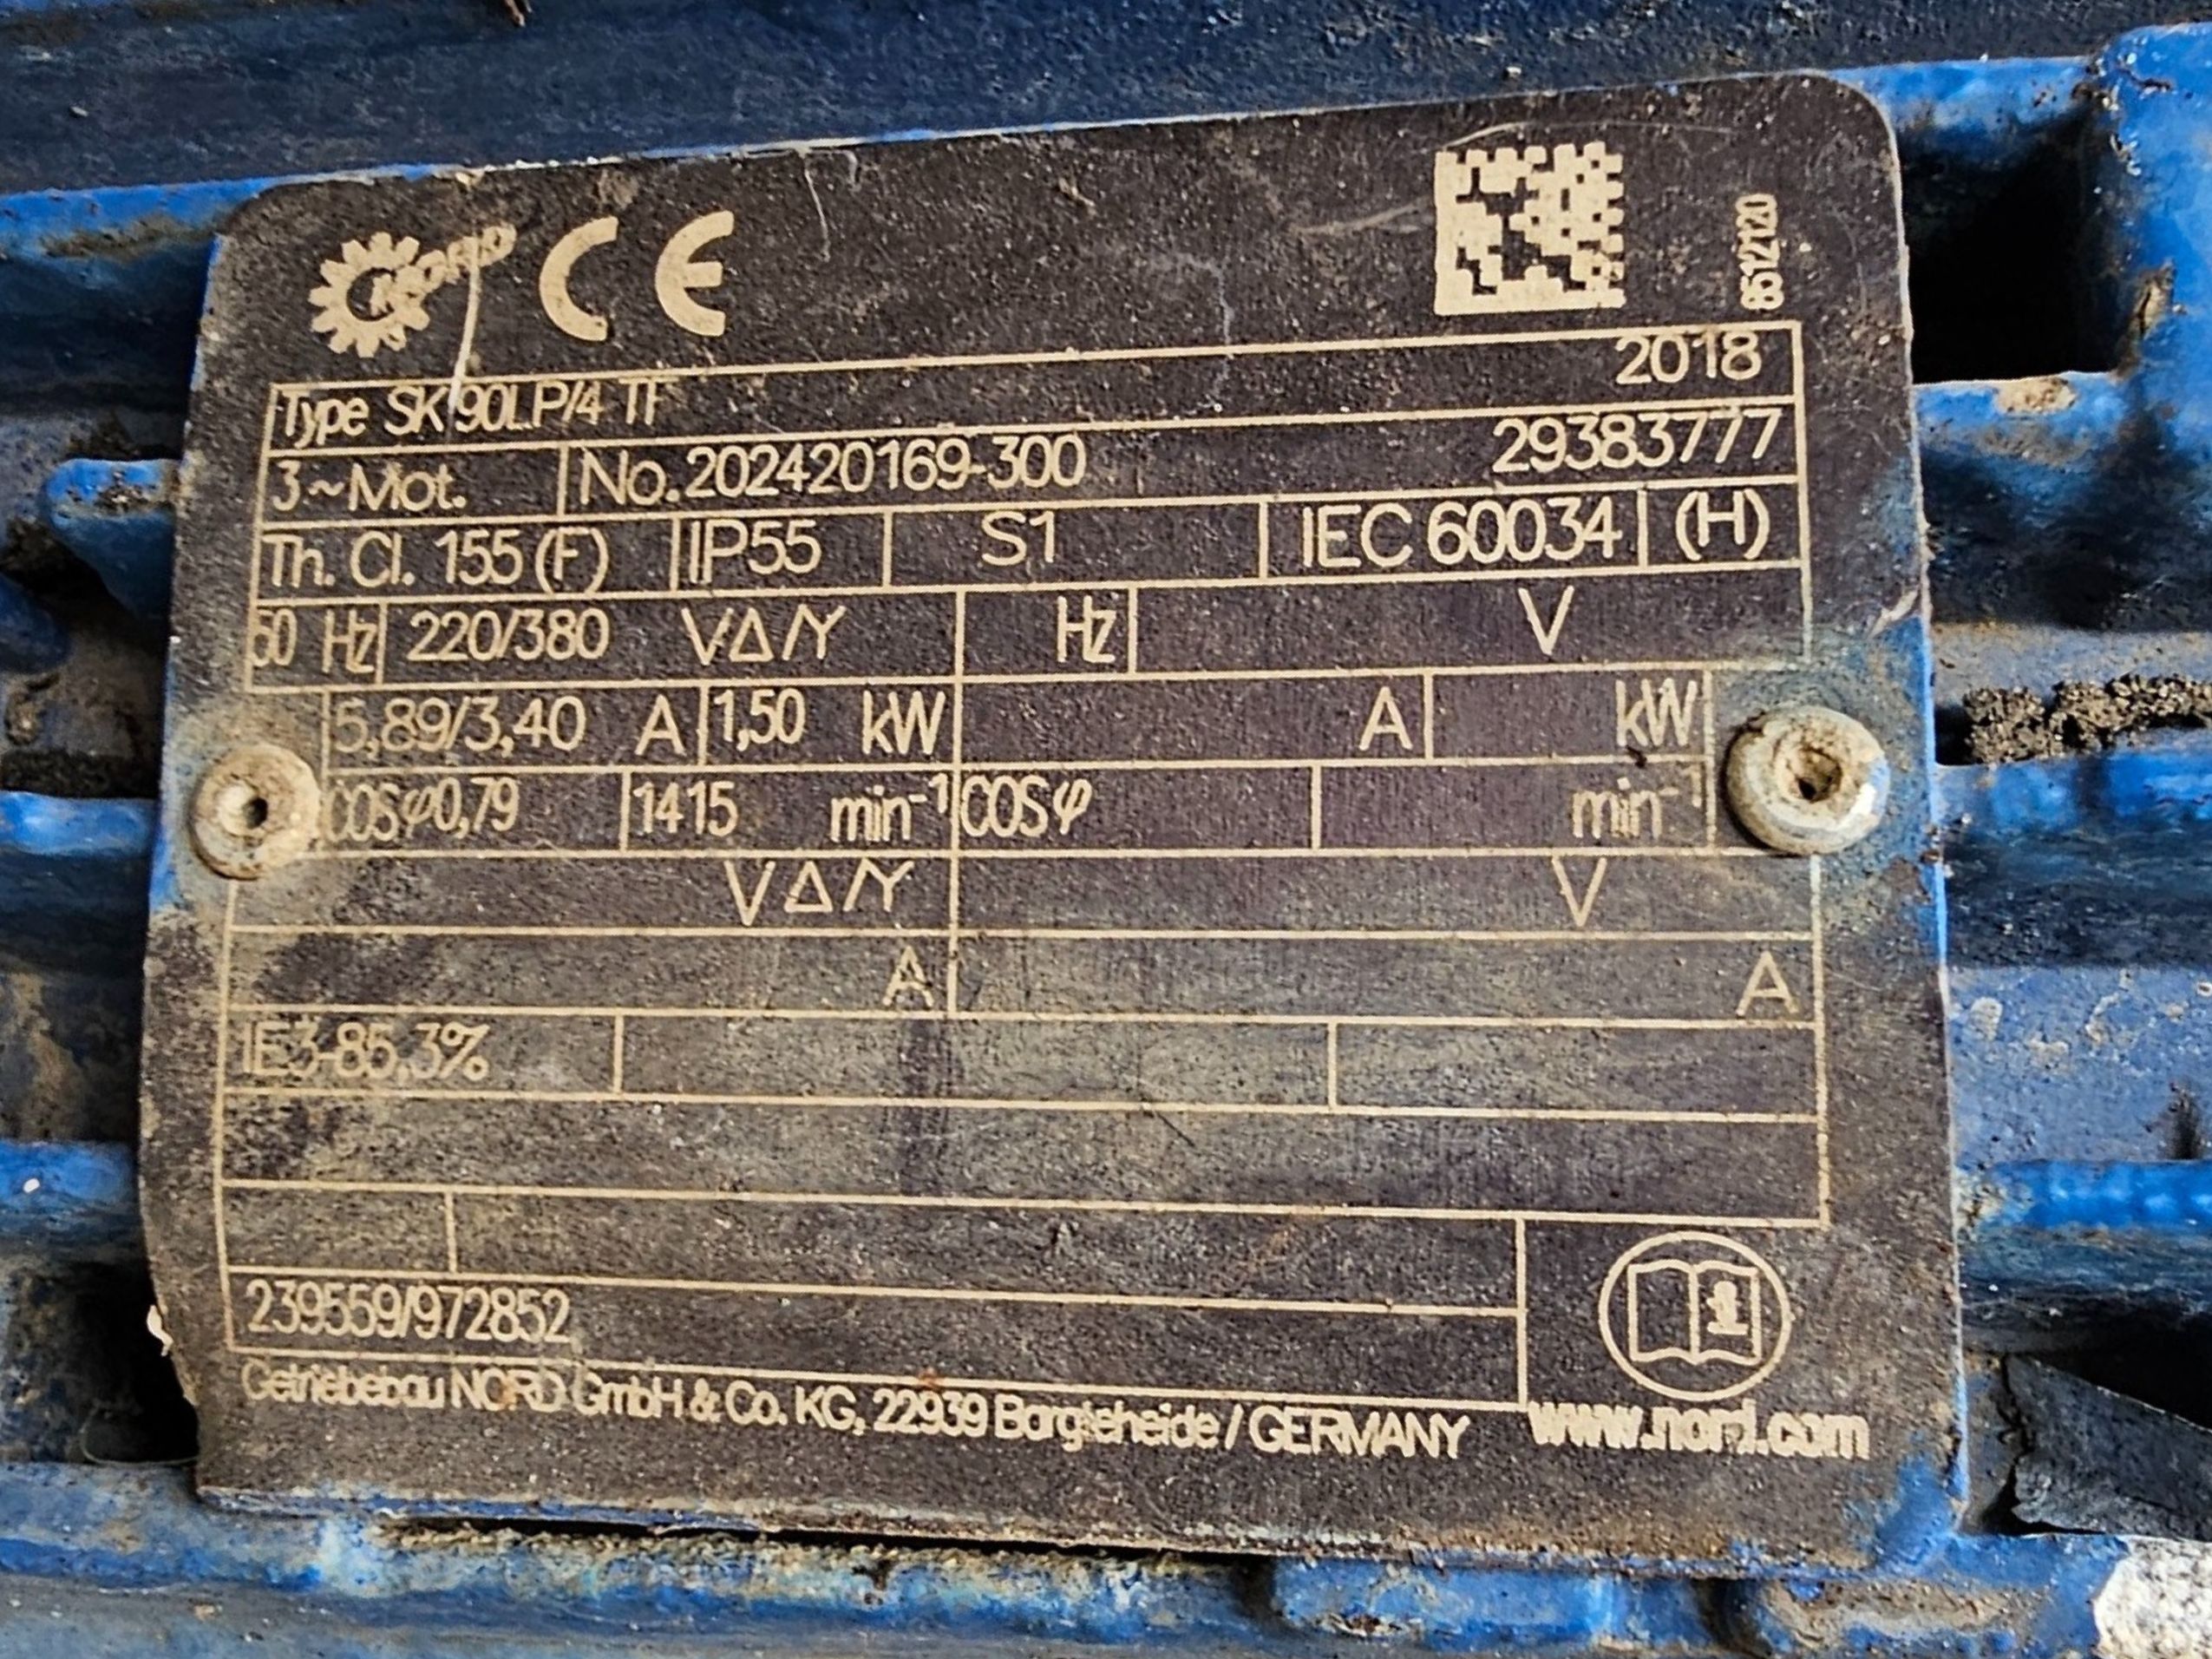 NORD CE
8512120
Type SK 90LP/4 TF 2018
3~Mot. No. 202420169-300 29383777
Th. Cl. 155 (F) IP55 S1 IEC 60034 (H)
50 Hz 220/380 VΔ/Y Hz V
5,89/3,40 A 1,50 kW A kW
COSφ0,79 1415 min⁻¹ COSφ min⁻¹
VΔ/Y V
A A
IE3-85,3%
239559/972852
Getriebebau NORD GmbH & Co. KG, 22939 Bargteheide / GERMANY www.nord.com